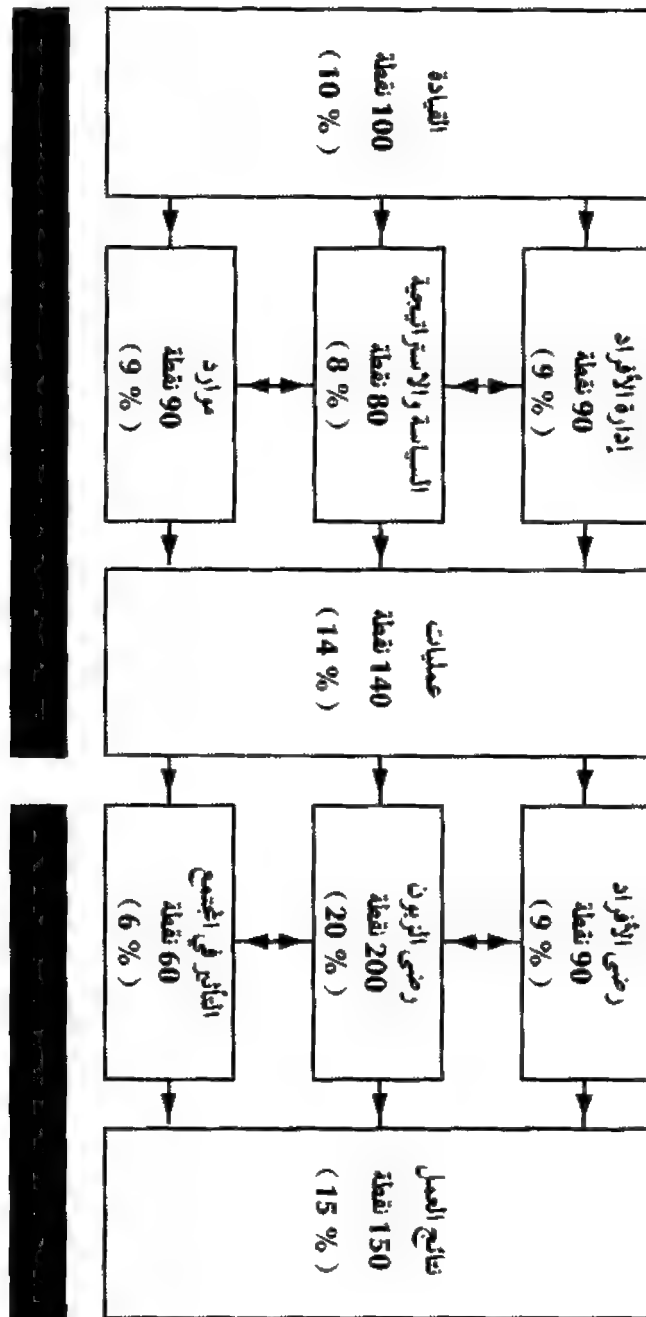 القيادة
100 نقطة
( 10 % )
إدارة الأفراد
90 نقطة
( 9 % )
السياسة والاستراتيجية
80 نقطة
( 8 % )
موارد
90 نقطة
( 9 % )
عمليات
140 نقطة
( 14 % )
رضى الأفراد
90 نقطة
( 9 % )
رضى الزبون
200 نقطة
( 20 % )
التأثير في المجتمع
60 نقطة
( 6 % )
نتائج العمل
150 نقطة
( 15 % )